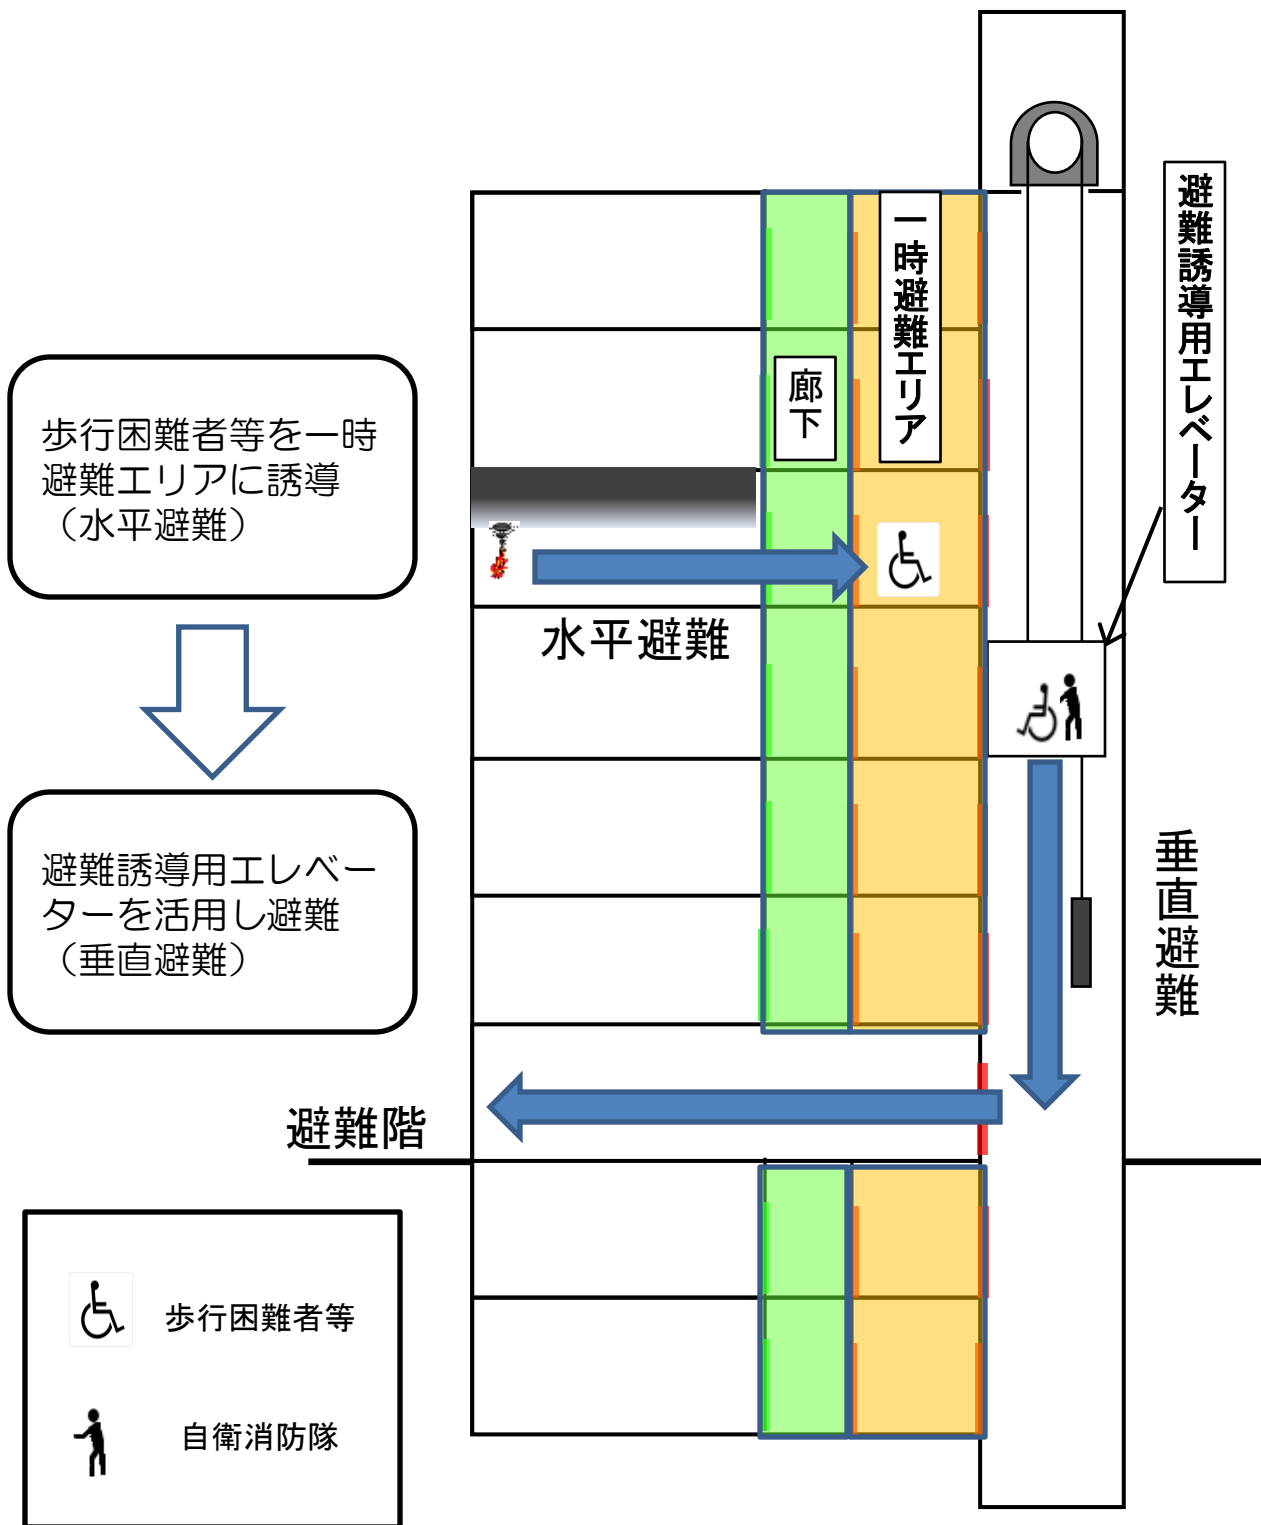 避難誘導用エレベーター
一時避難エリア
廊下
歩行困難者等を一時
避難エリアに誘導
（水平避難）
水平避難
避難誘導用エレベー
ターを活用し避難
（垂直避難）
垂直避難
避難階
歩行困難者等
自衛消防隊